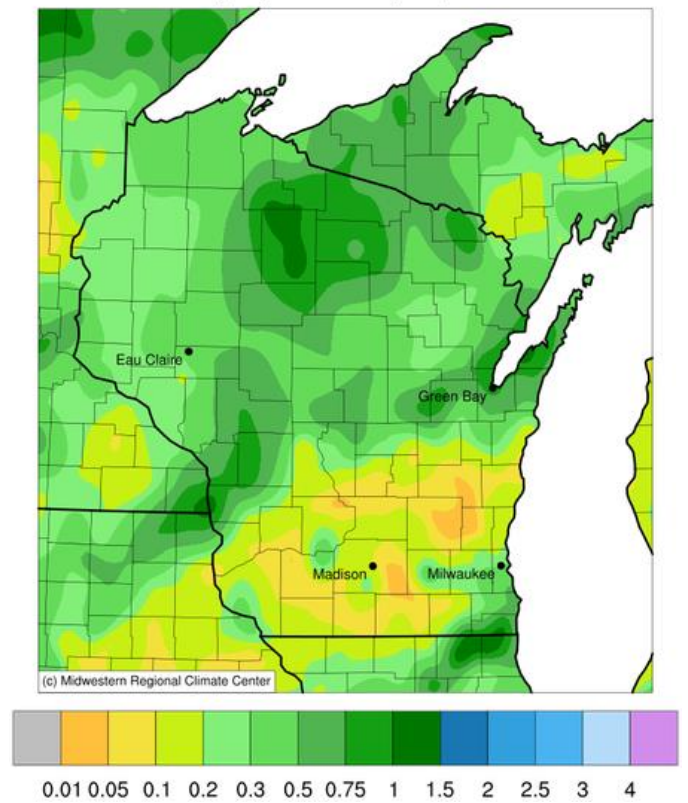 Eau Claire
Green Bay
Madison
Milwaukee
(c) Midwestern Regional Climate Center
0.01 0.05 0.1 0.2 0.3 0.5 0.75 1 1.5 2 2.5 3 4